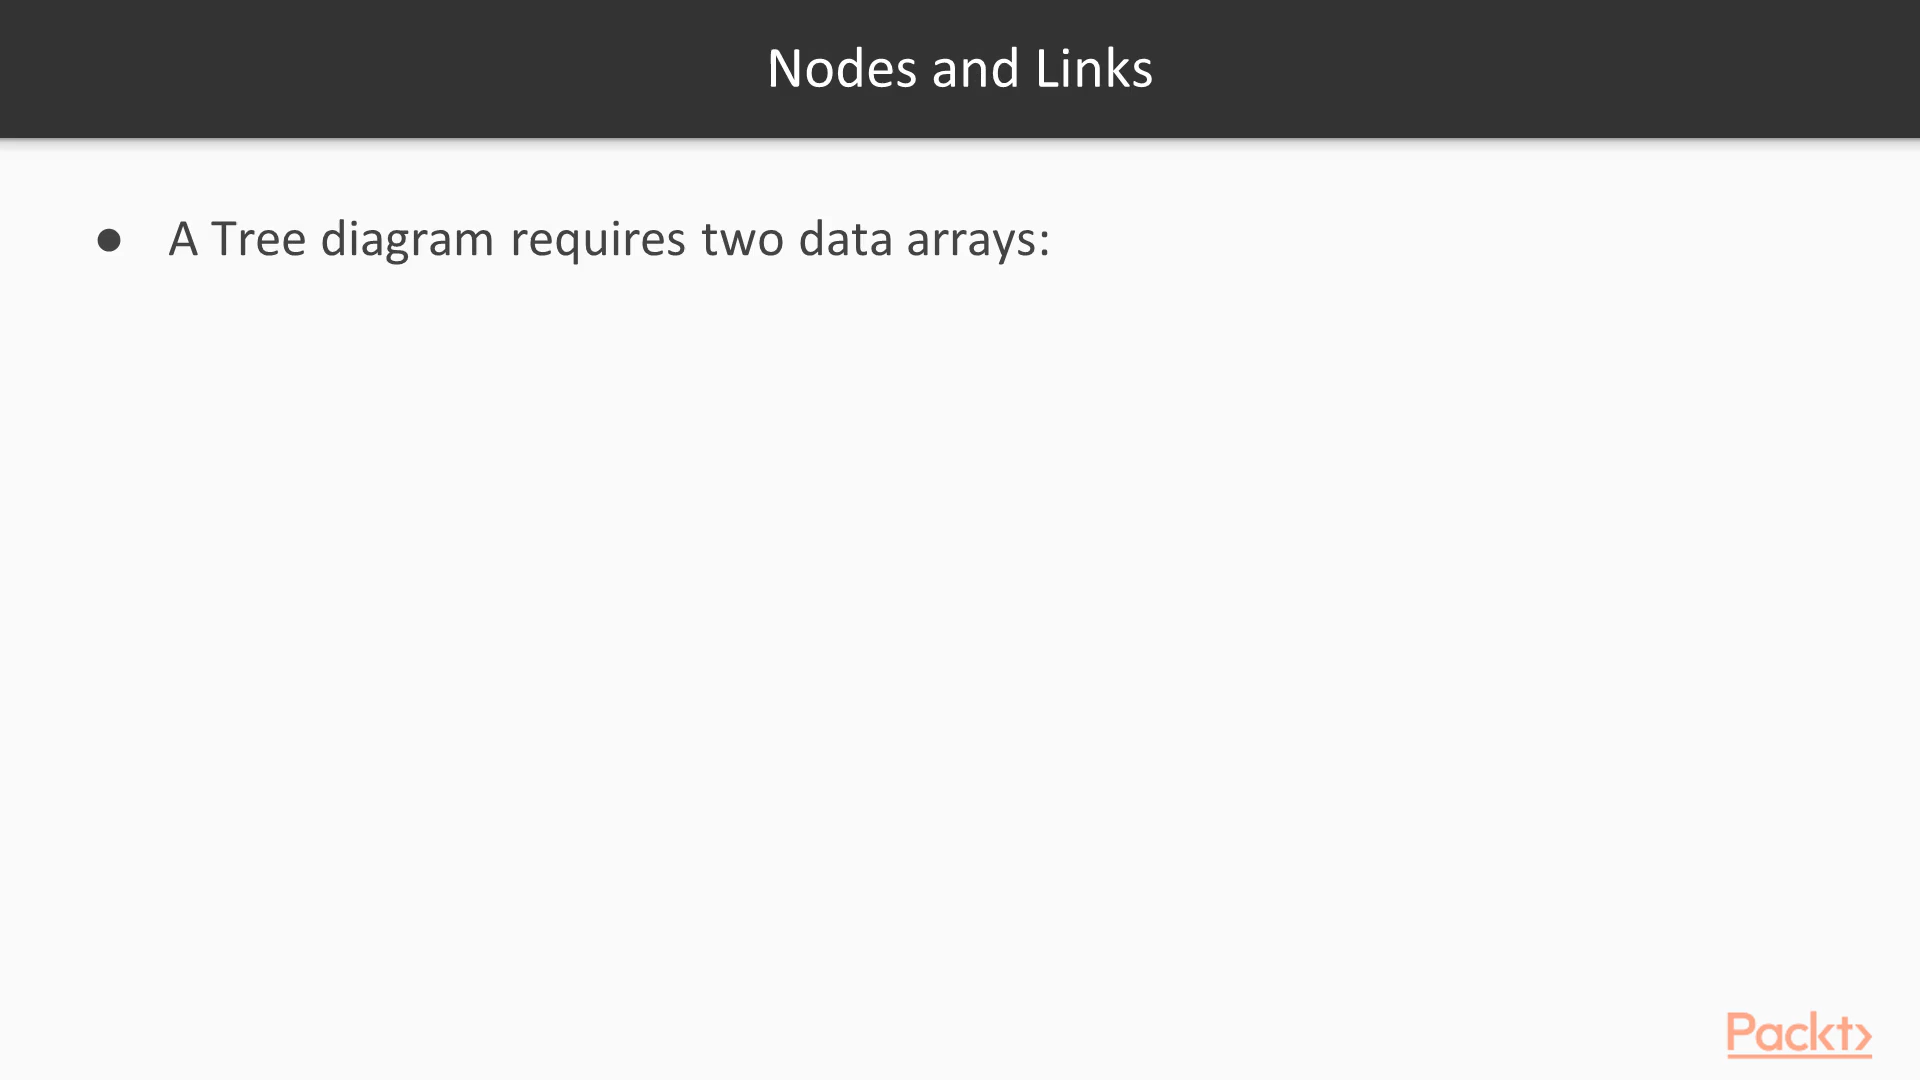 Nodes and Links
● A Tree diagram requires two data arrays:
Packt>